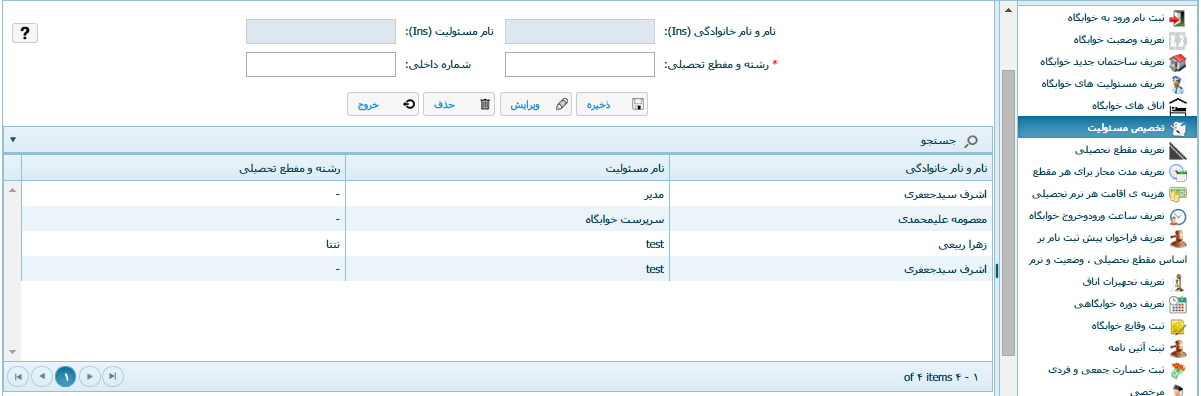 ثبت نام ورود به خوابگاه
تعریف وضعیت خوابگاه
تعریف ساختمان جدید خوابگاه
تعریف مسئولیت های خوابگاه
اتاق های خوابگاه
تخصیص مسئولیت
تعریف مقطع تحصیلی
تعریف مدت مجاز برای هر مقطع
هزینه ی اقامت هر ترم تحصیلی
تعریف ساعت ورودوخروج خوابگاه
تعریف فراخوان پیش ثبت نام بر
اساس مقطع تحصیلی ، وضعیت و ترم
تعریف تجهیزات اتاق
تعریف دوره خوابگاهی
ثبت وقایع خوابگاه
ثبت آئین نامه
ثبت خسارت جمعی و فردی
مرخصی
نام و نام خانوادگی (Ins): نام مسئولیت (Ins): ?
* رشته و مقطع تحصیلی: شماره داخلی:
ذخیره ویرایش حذف خروج
جستجو
نام و نام خانوادگی نام مسئولیت رشته و مقطع تحصیلی
اشرف سیدجعفری مدیر -
معصومه علیمحمدی سرپرست خوابگاه -
زهرا ربیعی test تتتا
اشرف سیدجعفری test -
۱ - ۴ of ۴ items ۱